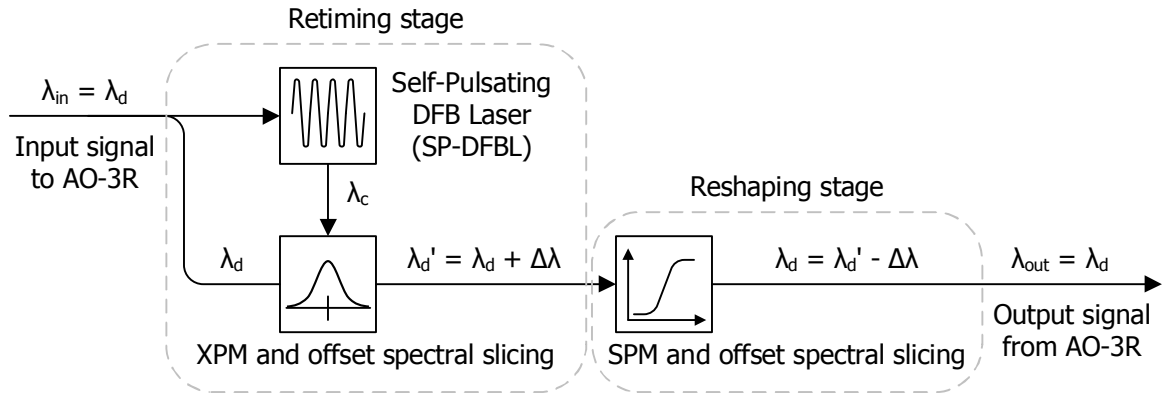 Retiming stage
λin = λd
Input signal
to AO-3R
Self-Pulsating
DFB Laser
(SP-DFBL)
λc
λd
λd' = λd + Δλ
XPM and offset spectral slicing
Reshaping stage
λd = λd' - Δλ
SPM and offset spectral slicing
λout = λd
Output signal
from AO-3R